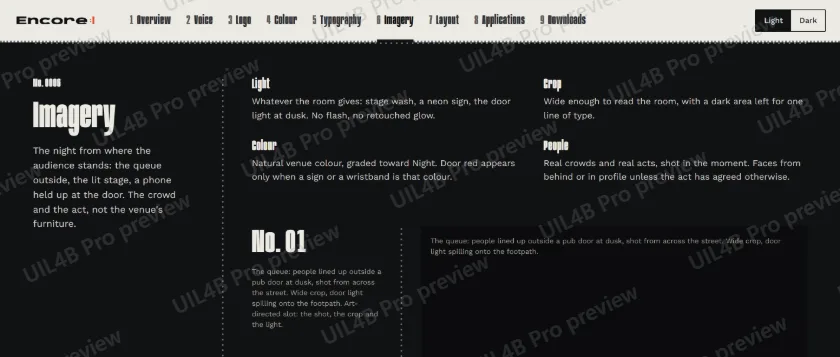 Encore
1 Overview 2 Voice 3 Logo 4 Colour 5 Typography 6 Imagery 7 Layout 8 Applications 9 Downloads
Light Dark
No. 0006
Imagery
The night from where the
audience stands: the queue
outside, the lit stage, a phone
held up at the door. The crowd
and the act, not the venue's
furniture.
Light
Whatever the room gives: stage wash, a neon sign, the door
light at dusk. No flash, no retouched glow.
Crop
Wide enough to read the room, with a dark area left for one
line of type.
Colour
Natural venue colour, graded toward Night. Door red appears
only when a sign or a wristband is that colour.
People
Real crowds and real acts, shot in the moment. Faces from
behind or in profile unless the act has agreed otherwise.
No. 01
The queue: people lined up outside a
pub door at dusk, shot from across
the street. Wide crop, door light
spilling onto the footpath. Art-
directed slot: the shot, the crop and
the light.
The queue: people lined up outside a pub door at dusk, shot from across the street. Wide crop, door
light spilling onto the footpath.
UIL4B Pro preview